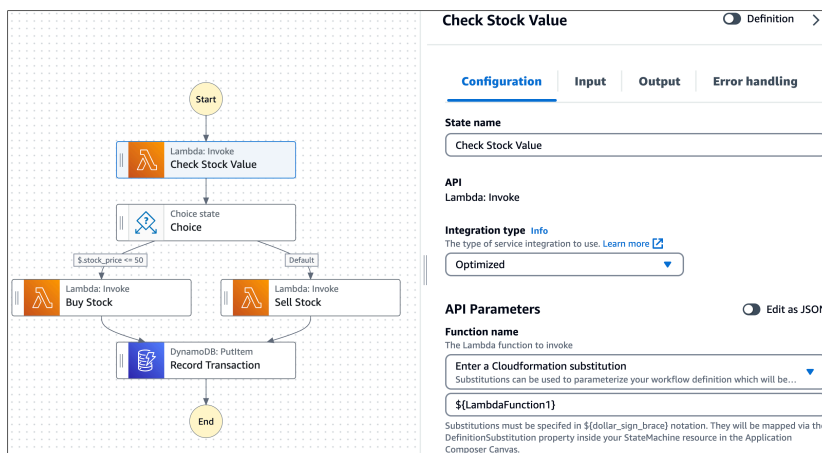 Start
Lambda: Invoke
Check Stock Value
Choice state
Choice
$.stock_price <= 50
Default
Lambda: Invoke
Buy Stock
Lambda: Invoke
Sell Stock
DynamoDB: PutItem
Record Transaction
End
Check Stock Value
Definition
Configuration
Input
Output
Error handling
State name
Check Stock Value
API
Lambda: Invoke
Integration type Info
The type of service integration to use. Learn more
Optimized
API Parameters
Edit as JSON
Function name
The Lambda function to invoke
Enter a Cloudformation substitution
Substitutions can be used to parameterize your workflow definition which will be...
${LambdaFunction1}
Substitutions must be specifed in ${dollar_sign_brace} notation. They will be mapped via the
DefinitionSubstitution property inside your StateMachine resource in the Application
Composer Canvas.